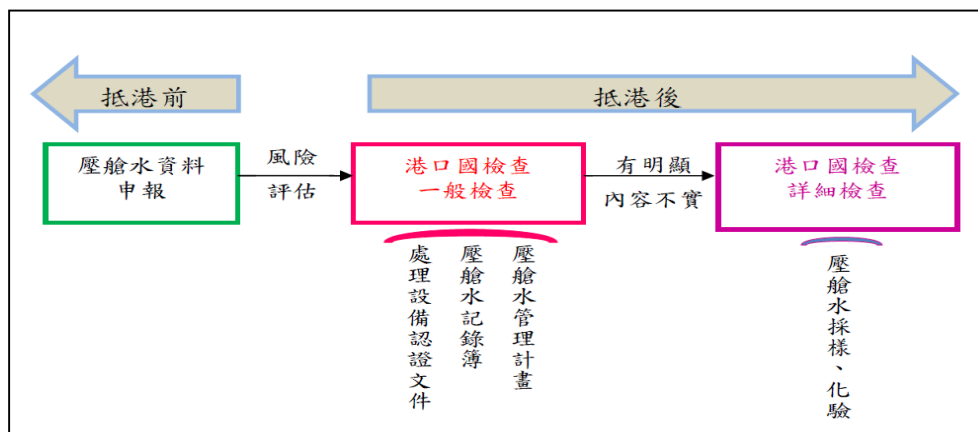 抵港前
抵港後
壓艙水資料
申報
風險
評估
港口國檢查
一般檢查
有明顯
內容不實
港口國檢查
詳細檢查
處理設備認證文件
壓艙水記錄簿
壓艙水管理計畫
壓艙水採樣、化驗